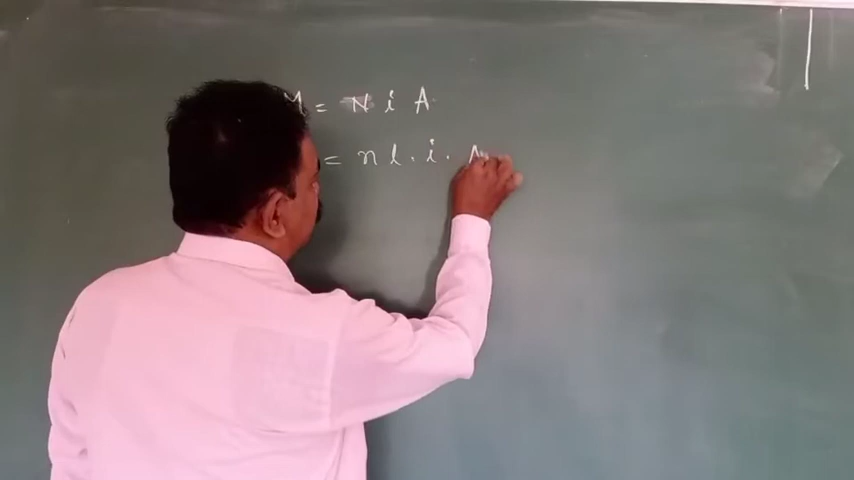 M = N i A
= n l . i . A